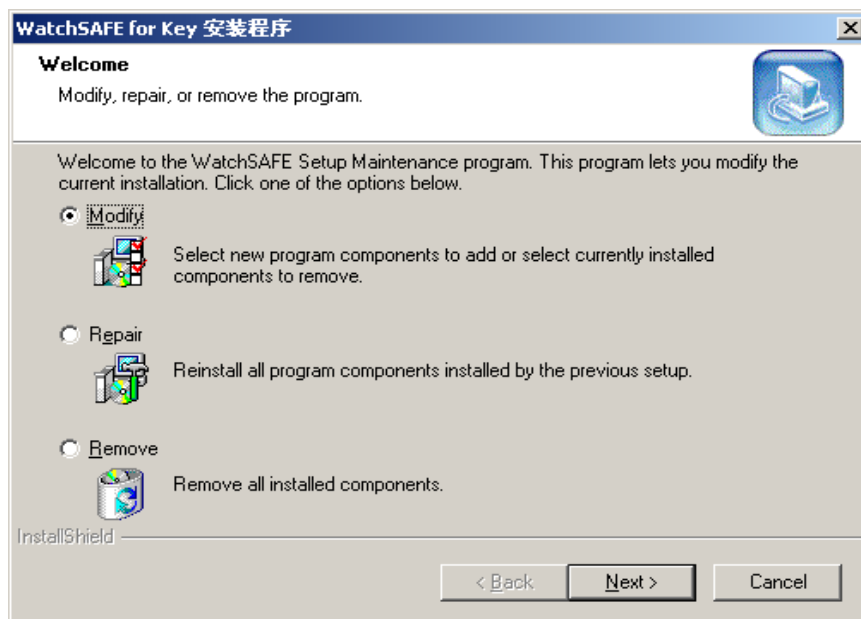 WatchSAFE for Key 安装程序
Welcome
Modify, repair, or remove the program.
Welcome to the WatchSAFE Setup Maintenance program. This program lets you modify the
current installation. Click one of the options below.
Modify
Select new program components to add or select currently installed
components to remove.
Repair
Reinstall all program components installed by the previous setup.
Remove
Remove all installed components.
InstallShield
< Back
Next >
Cancel